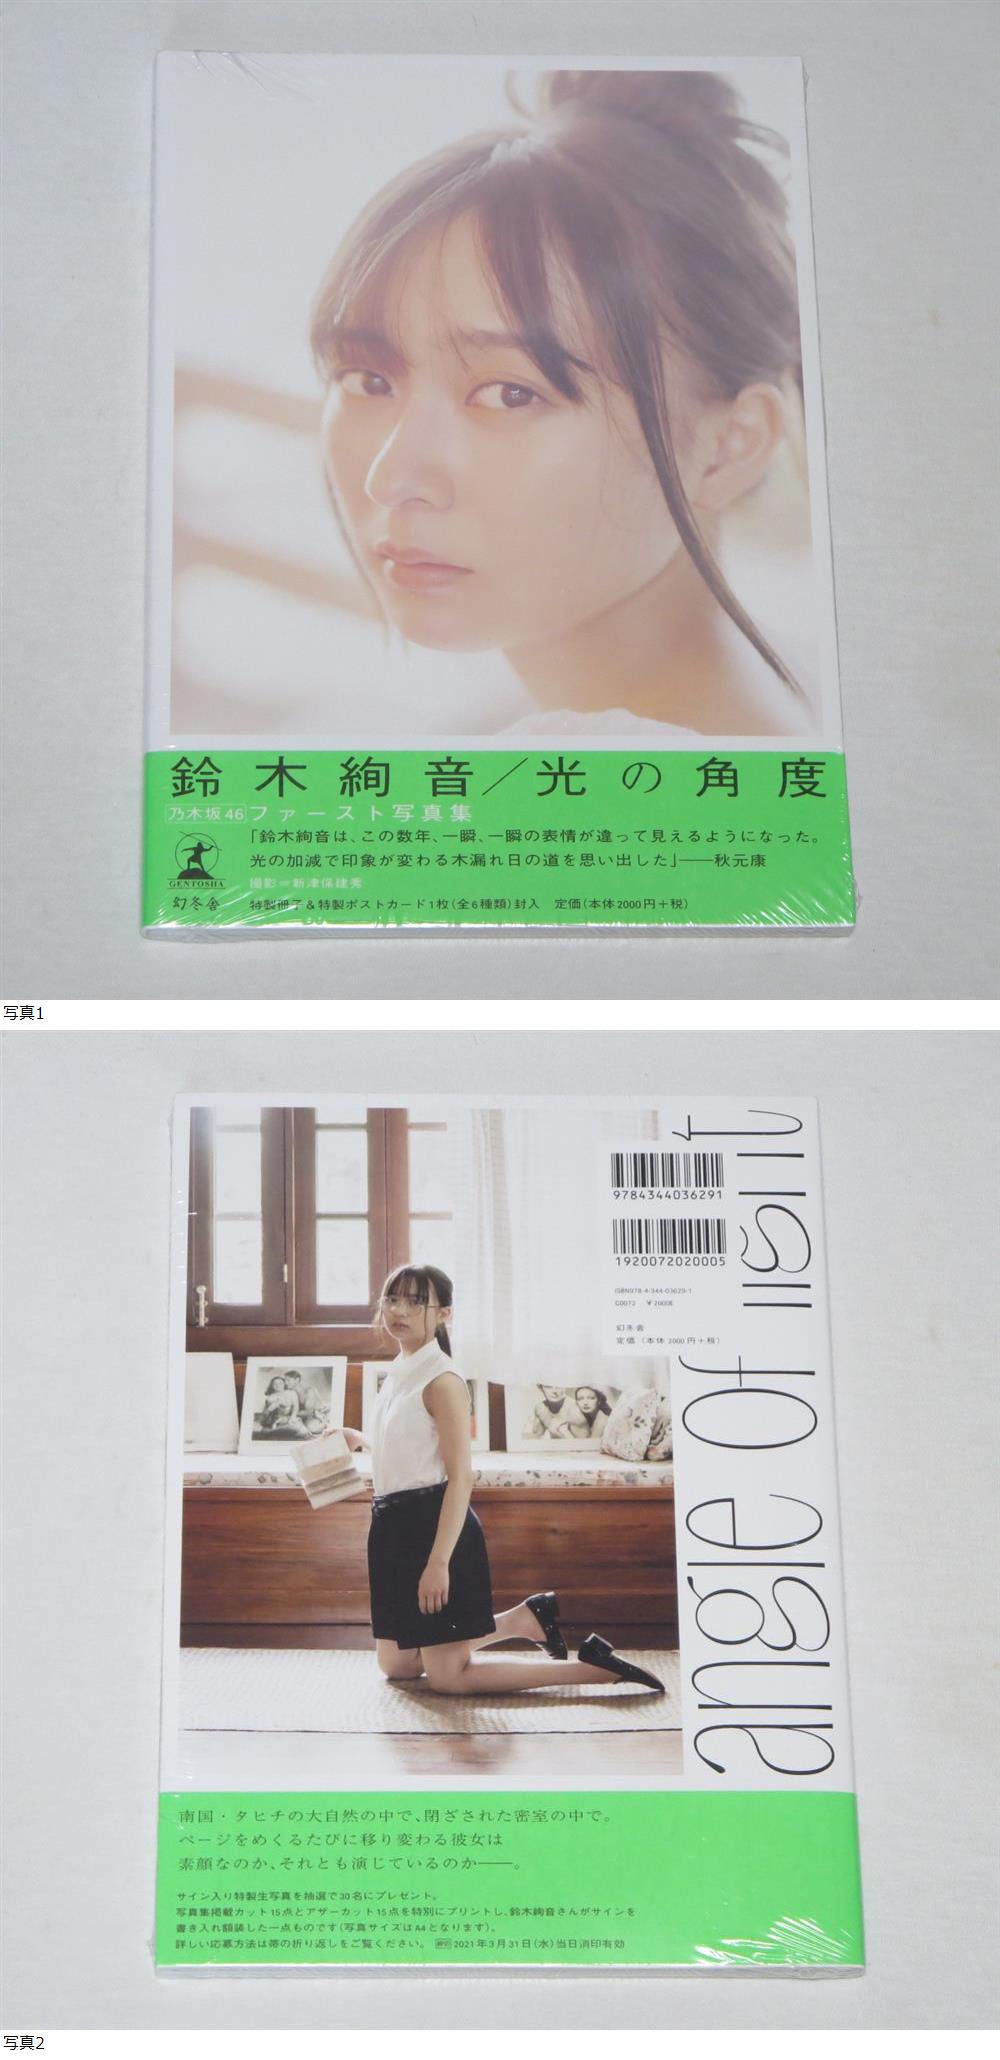 鈴木絢音／光の角度
乃木坂46 ファースト写真集
「鈴木絢音は、この数年、一瞬、一瞬の表情が違って見えるようになった。
光の加減で印象が変わる木漏れ日の道を思い出した」――秋元康
撮影＝新津保建秀
GENTOSHA
幻冬舎
特製冊子＆特製ポストカード1枚（全6種類）封入　定価（本体2000円＋税）
写真1
9784344036291
1920072020005
ISBN978-4-344-03629-1
C0072　￥2000E
幻冬舎
定価（本体2000円＋税）
angle of light
南国・タヒチの大自然の中で、閉ざされた密室の中で。
ページをめくるたびに移り変わる彼女は
素顔なのか、それとも演じているのか――。
サイン入り特製生写真を抽選で30名にプレゼント。
写真集掲載カット15点とアザーカット15点を特別にプリントし、鈴木絢音さんがサインを
書き入れ額装した一点ものです（写真サイズはA4となります）。
詳しい応募方法は帯の折り返しをご覧ください。 締切 2021年3月31日（水）当日消印有効
写真2